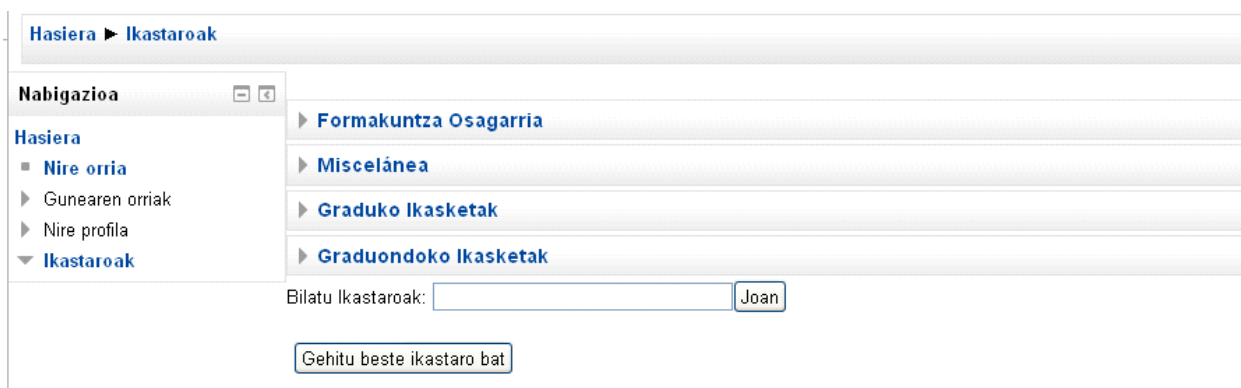 Hasiera ► Ikastaroak
Nabigazioa
Hasiera
Nire orria
Gunearen orriak
Nire profila
Ikastaroak
Formakuntza Osagarria
Miscelánea
Graduko Ikasketak
Graduondoko Ikasketak
Bilatu Ikastaroak: Joan
Gehitu beste ikastaro bat